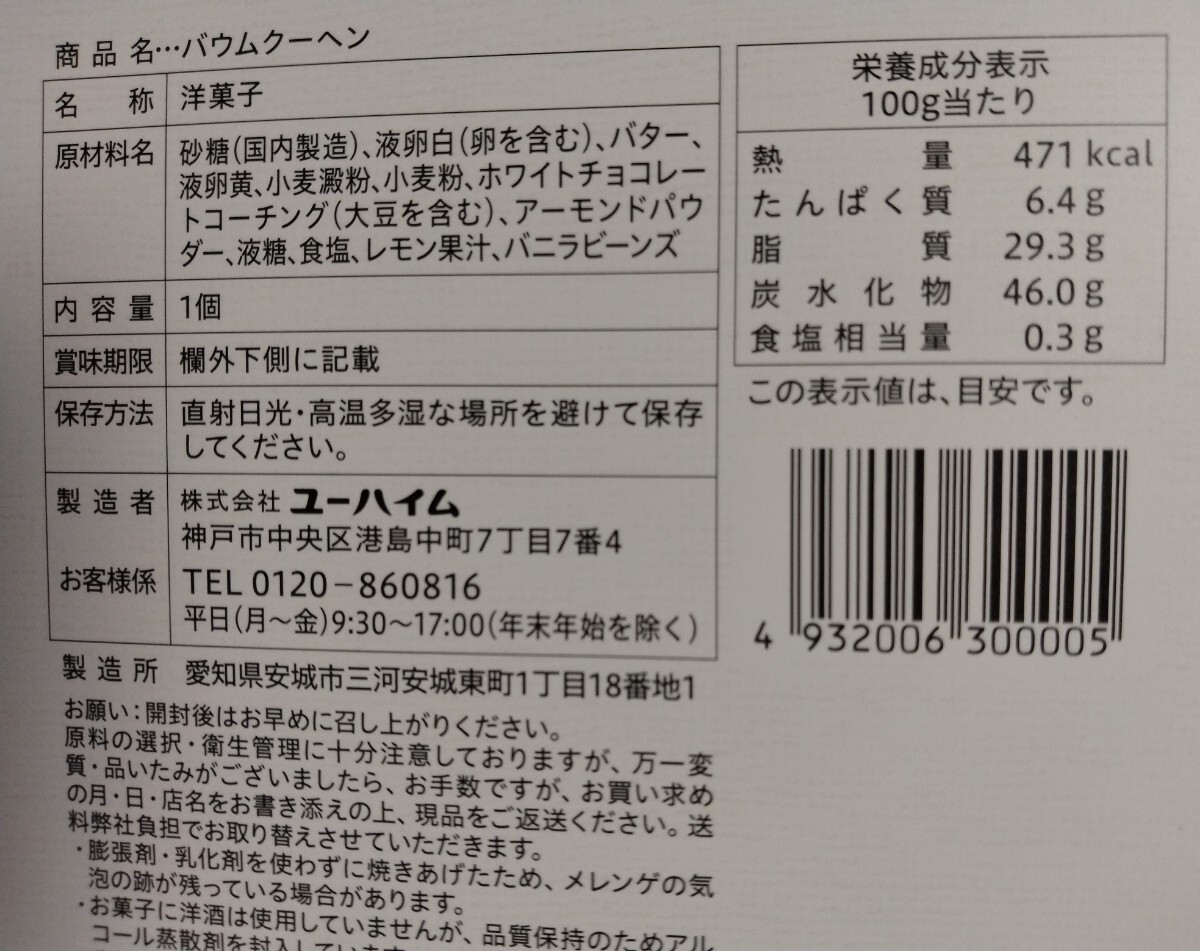 商品名…バウムクーヘン
名称 洋菓子
原材料名 砂糖(国内製造)、液卵白(卵を含む)、バター、
液卵黄、小麦澱粉、小麦粉、ホワイトチョコレー
トコーチング(大豆を含む)、アーモンドパウ
ダー、液糖、食塩、レモン果汁、バニラビーンズ
内容量 1個
賞味期限 欄外下側に記載
保存方法 直射日光・高温多湿な場所を避けて保存
してください。
製造者 株式会社 ユーハイム
神戸市中央区港島中町7丁目7番4
お客様係 TEL 0120−860816
平日(月〜金)9:30〜17:00(年末年始を除く)
製造所 愛知県安城市三河安城東町1丁目18番地1
お願い:開封後はお早めに召し上がりください。
原料の選択・衛生管理に十分注意しておりますが、万一変
質・品いたみがございましたら、お手数ですが、お買い求め
の月・日・店名をお書き添えの上、現品をご返送ください。送
料弊社負担でお取り替えさせていただきます。
・膨張剤・乳化剤を使わずに焼きあげたため、メレンゲの気
泡の跡が残っている場合があります。
・お菓子に洋酒は使用していませんが、品質保持のためアル
コール蒸散剤を封入しています
栄養成分表示
100g当たり
熱量 471 kcal
たんぱく質 6.4 g
脂質 29.3 g
炭水化物 46.0 g
食塩相当量 0.3 g
この表示値は、目安です。
4 932006 300005